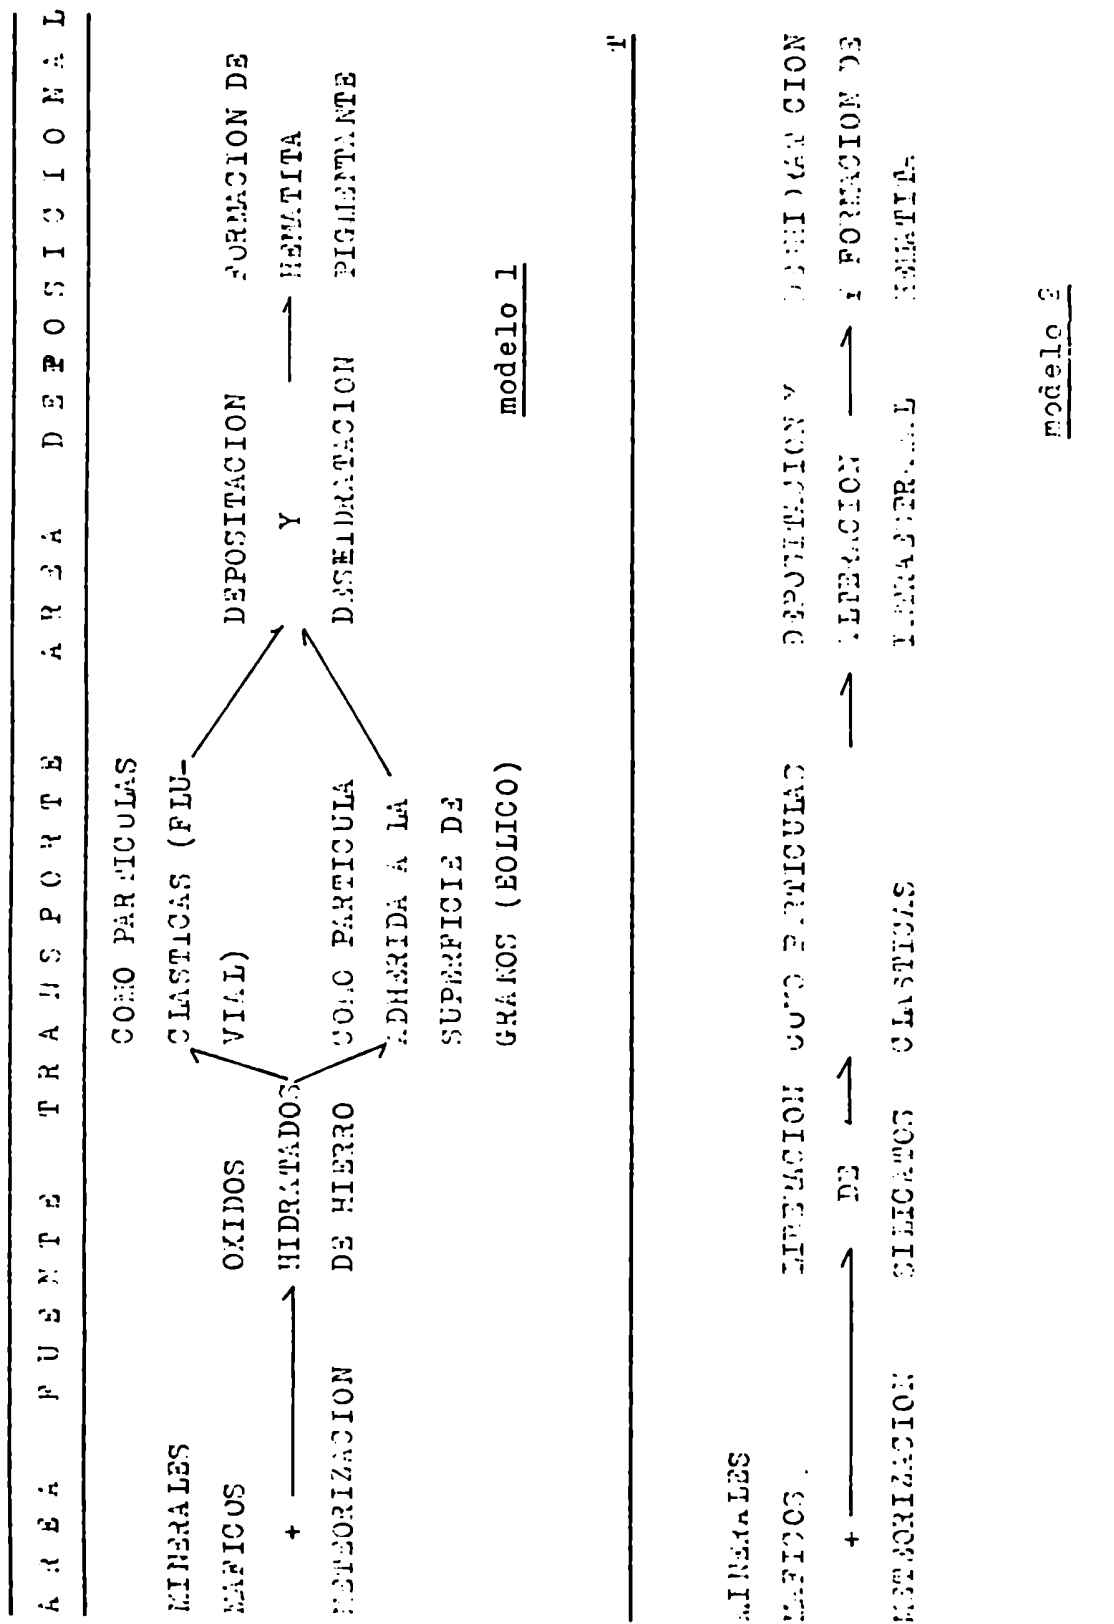 AREA FUENTE TRANSPORTE AREA DEPOSICIONAL
MINERALES
MAFICOS
+
METEORIZACION
OXIDOS
HIDRATADOS
DE HIERRO
COMO PARTICULAS
CLASTICAS (FLU-
VIAL)
COMO PARTICULA
ADHERIDA A LA
SUPERFICIE DE
GRANOS (EOLICO)
DEPOSITACION
Y
DESHIDRATACION
FORMACION DE
HEMATITA
PIGMENTANTE
modelo 1
MINERALES
MAFICOS
+
METEORIZACION
LIBERACION
DE
SILICATOS
COMO PARTICULAS
CLASTICAS
DEPOSITACION Y
ALTERACION
Y FORMACION DE
HEMATITA
modelo 2